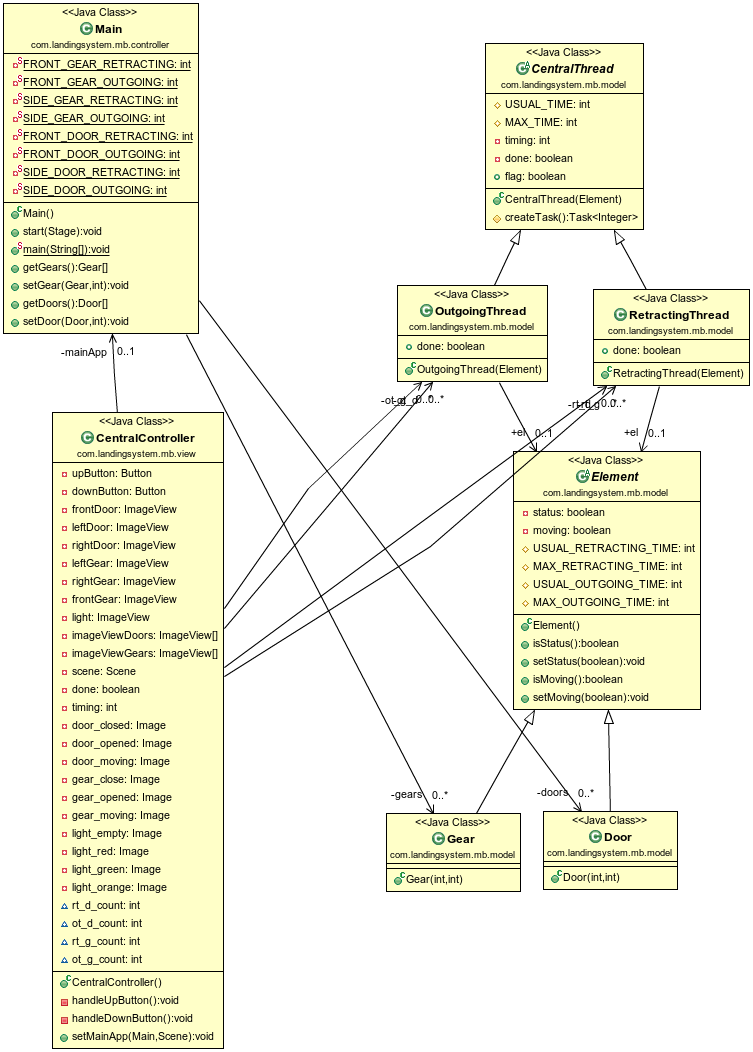 <<Java Class>>
Main
com.landingsystem.mb.controller
FRONT_GEAR_RETRACTING: int
FRONT_GEAR_OUTGOING: int
SIDE_GEAR_RETRACTING: int
SIDE_GEAR_OUTGOING: int
FRONT_DOOR_RETRACTING: int
FRONT_DOOR_OUTGOING: int
SIDE_DOOR_RETRACTING: int
SIDE_DOOR_OUTGOING: int
Main()
start(Stage):void
main(String[]):void
getGears():Gear[]
setGear(Gear,int):void
getDoors():Door[]
setDoor(Door,int):void
-mainApp 0..1
<<Java Class>>
CentralThread
com.landingsystem.mb.model
USUAL_TIME: int
MAX_TIME: int
timing: int
done: boolean
flag: boolean
CentralThread(Element)
createTask():Task<Integer>
<<Java Class>>
OutgoingThread
com.landingsystem.mb.model
done: boolean
OutgoingThread(Element)
<<Java Class>>
RetractingThread
com.landingsystem.mb.model
done: boolean
RetractingThread(Element)
0..*
0..*
+el 0..1
+el 0..1
<<Java Class>>
CentralController
com.landingsystem.mb.view
upButton: Button
downButton: Button
frontDoor: ImageView
leftDoor: ImageView
rightDoor: ImageView
leftGear: ImageView
rightGear: ImageView
frontGear: ImageView
light: ImageView
imageViewDoors: ImageView[]
imageViewGears: ImageView[]
scene: Scene
done: boolean
timing: int
door_closed: Image
door_opened: Image
door_moving: Image
gear_close: Image
gear_opened: Image
gear_moving: Image
light_empty: Image
light_red: Image
light_green: Image
light_orange: Image
rt_d_count: int
ot_d_count: int
rt_g_count: int
ot_g_count: int
CentralController()
handleUpButton():void
handleDownButton():void
setMainApp(Main,Scene):void
<<Java Class>>
Element
com.landingsystem.mb.model
status: boolean
moving: boolean
USUAL_RETRACTING_TIME: int
MAX_RETRACTING_TIME: int
USUAL_OUTGOING_TIME: int
MAX_OUTGOING_TIME: int
Element()
isStatus():boolean
setStatus(boolean):void
isMoving():boolean
setMoving(boolean):void
-gears 0..*
-doors 0..*
<<Java Class>>
Gear
com.landingsystem.mb.model
Gear(int,int)
<<Java Class>>
Door
com.landingsystem.mb.model
Door(int,int)